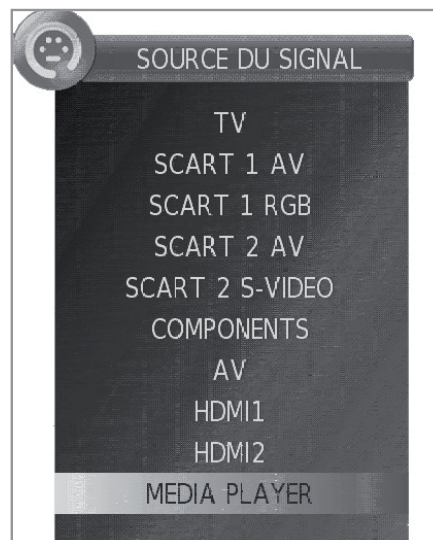 SOURCE DU SIGNAL
TV
SCART 1 AV
SCART 1 RGB
SCART 2 AV
SCART 2 S-VIDEO
COMPONENTS
AV
HDMI1
HDMI2
MEDIA PLAYER